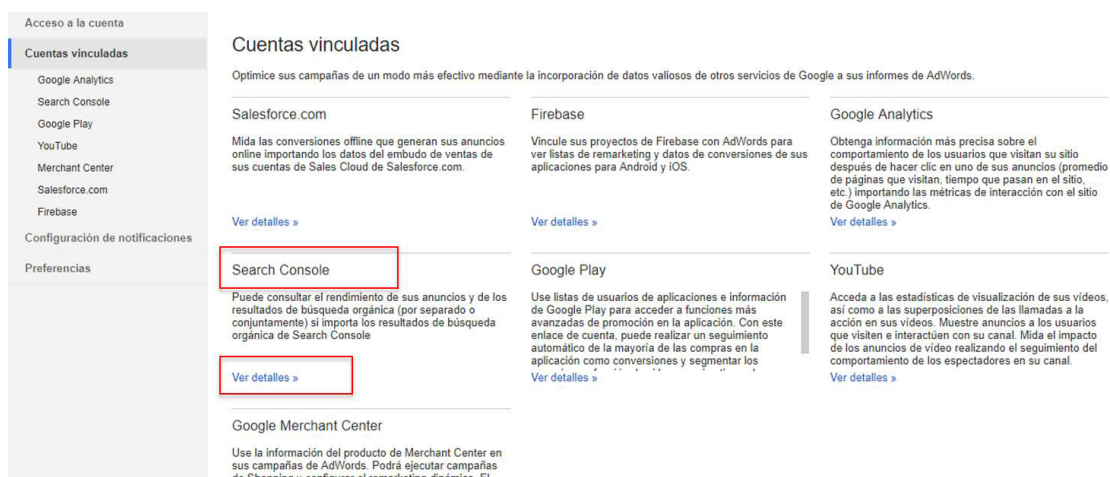 Acceso a la cuenta
Cuentas vinculadas
Google Analytics
Search Console
Google Play
YouTube
Merchant Center
Salesforce.com
Firebase
Configuración de notificaciones
Preferencias
Cuentas vinculadas
Optimice sus campañas de un modo más efectivo mediante la incorporación de datos valiosos de otros servicios de Google a sus informes de AdWords.
Salesforce.com
Mida las conversiones offline que generan sus anuncios
online importando los datos del embudo de ventas de
sus cuentas de Sales Cloud de Salesforce.com.
Ver detalles »
Firebase
Vincule sus proyectos de Firebase con AdWords para
ver listas de remarketing y datos de conversiones de sus
aplicaciones para Android y iOS.
Ver detalles »
Google Analytics
Obtenga información más precisa sobre el
comportamiento de los usuarios que visitan su sitio
después de hacer clic en uno de sus anuncios (promedio
de páginas que visitan, tiempo que pasan en el sitio,
etc.) importando las métricas de interacción con el sitio
de Google Analytics.
Ver detalles »
Search Console
Puede consultar el rendimiento de sus anuncios y de los
resultados de búsqueda orgánica (por separado o
conjuntamente) si importa los resultados de búsqueda
orgánica de Search Console
Ver detalles »
Google Play
Use listas de usuarios de aplicaciones e información
de Google Play para acceder a funciones más
avanzadas de promoción en la aplicación. Con este
enlace de cuenta, puede realizar un seguimiento
automático de la mayoría de las compras en la
aplicación como conversiones y segmentar los
Ver detalles »
YouTube
Acceda a las estadísticas de visualización de sus vídeos,
así como a las superposiciones de las llamadas a la
acción en sus vídeos. Muestre anuncios a los usuarios
que visiten e interactúen con su canal. Mida el impacto
de los anuncios de vídeo realizando el seguimiento del
comportamiento de los espectadores en su canal.
Ver detalles »
Google Merchant Center
Use la información del producto de Merchant Center en
sus campañas de AdWords. Podrá ejecutar campañas
de Shopping y configurar el remarketing dinámico. El